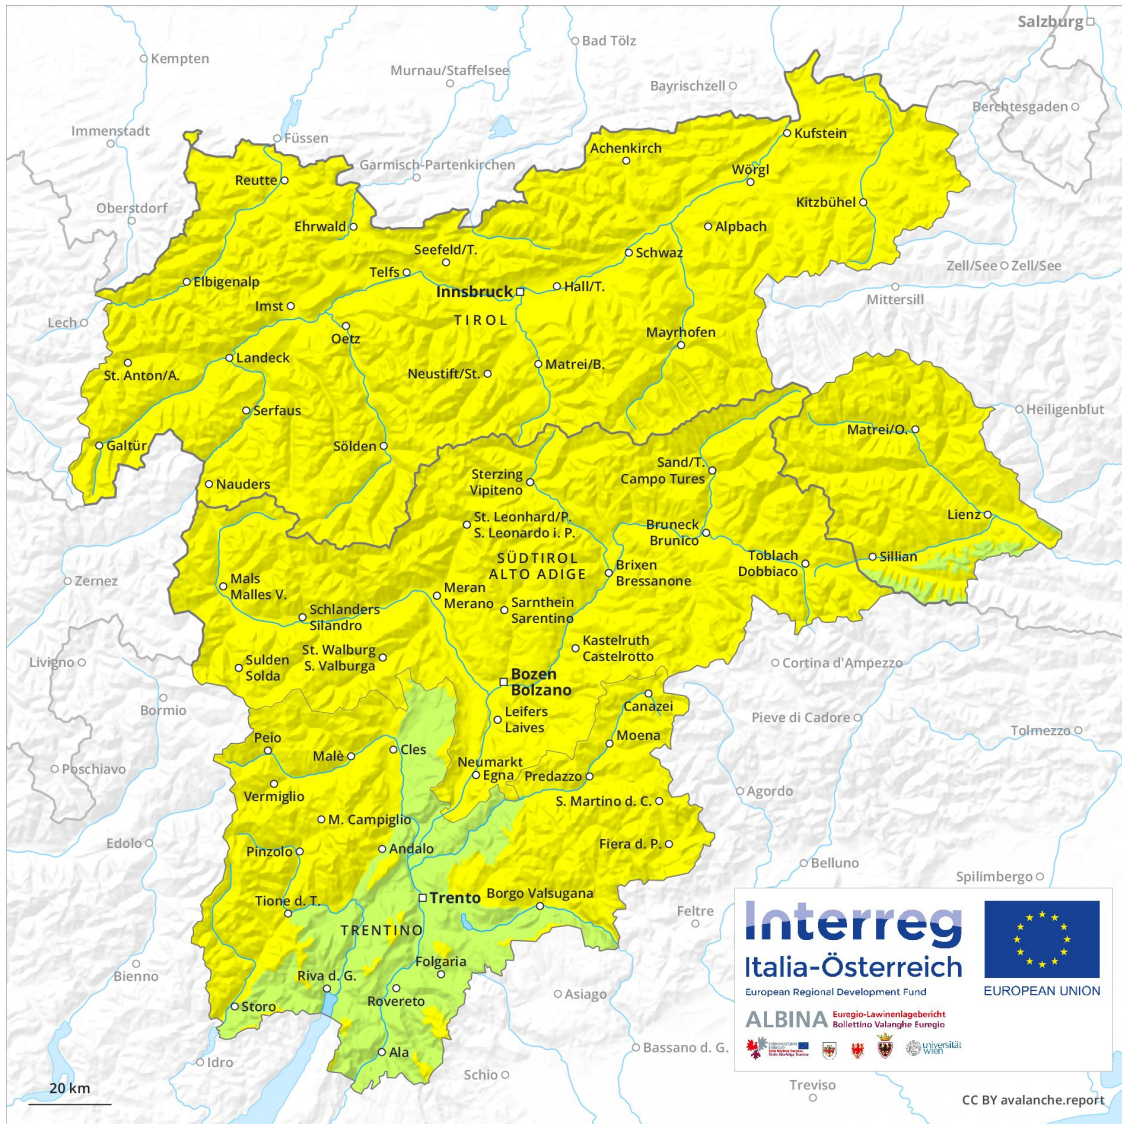 Salzburg
Bad Tölz
Kempten
Murnau/Staffelsee
Bayrischzell
Berchtesgaden
Immenstadt
Füssen
Kufstein
Achenkirch
Garmisch-Partenkirchen
Wörgl
Reutte
Oberstdorf
Kitzbühel
Ehrwald
Alpbach
Seefeld/T.
Schwaz
Telfs
Zell/See
Zell/See
Elbigenalp
Hall/T.
Innsbruck
Mittersill
Imst
TIROL
Lech
Oetz
Mayrhofen
Landeck
Matrei/B.
St. Anton/A.
Neustift/St.
Serfaus
Heiligenblut
Matrei/O.
Galtür
Sölden
Sand/T.
Campo Tures
Sterzing
Vipiteno
Nauders
Lienz
St. Leonhard/P.
S. Leonardo i. P.
Bruneck
Brunico
SÜDTIROL
ALTO ADIGE
Toblach
Dobbiaco
Sillian
Brixen
Bressanone
Zernez
Mals
Malles V.
Meran
Merano
Sarnthein
Sarentino
Schlanders
Silandro
Kastelruth
Castelrotto
St. Walburg
S. Valburga
Livigno
Sulden
Solda
Cortina d'Ampezzo
Bozen
Bolzano
Canazei
Bormio
Leifers
Laives
Pieve di Cadore
Tolmezzo
Moena
Peio
Cles
Malè
Poschiavo
Neumarkt
Egna
Predazzo
Vermiglio
Agordo
S. Martino d. C.
M. Campiglio
Edolo
Fiera d. P.
Pinzolo
Andalo
Belluno
Spilimbergo
Trento
Borgo Valsugana
Tione d. T.
Feltre
TRENTINO
Folgaria
Bienno
Riva d. G.
Rovereto
Asiago
Storo
Bassano d. G.
Ala
Idro
Schio
Treviso
20 km
Interreg
Italia-Österreich
European Regional Development Fund
EUROPEAN UNION
ALBINA
Euregio-Lawinenlagebericht
Bollettino Valanghe Euregio
universität
wien
CC BY avalanche.report